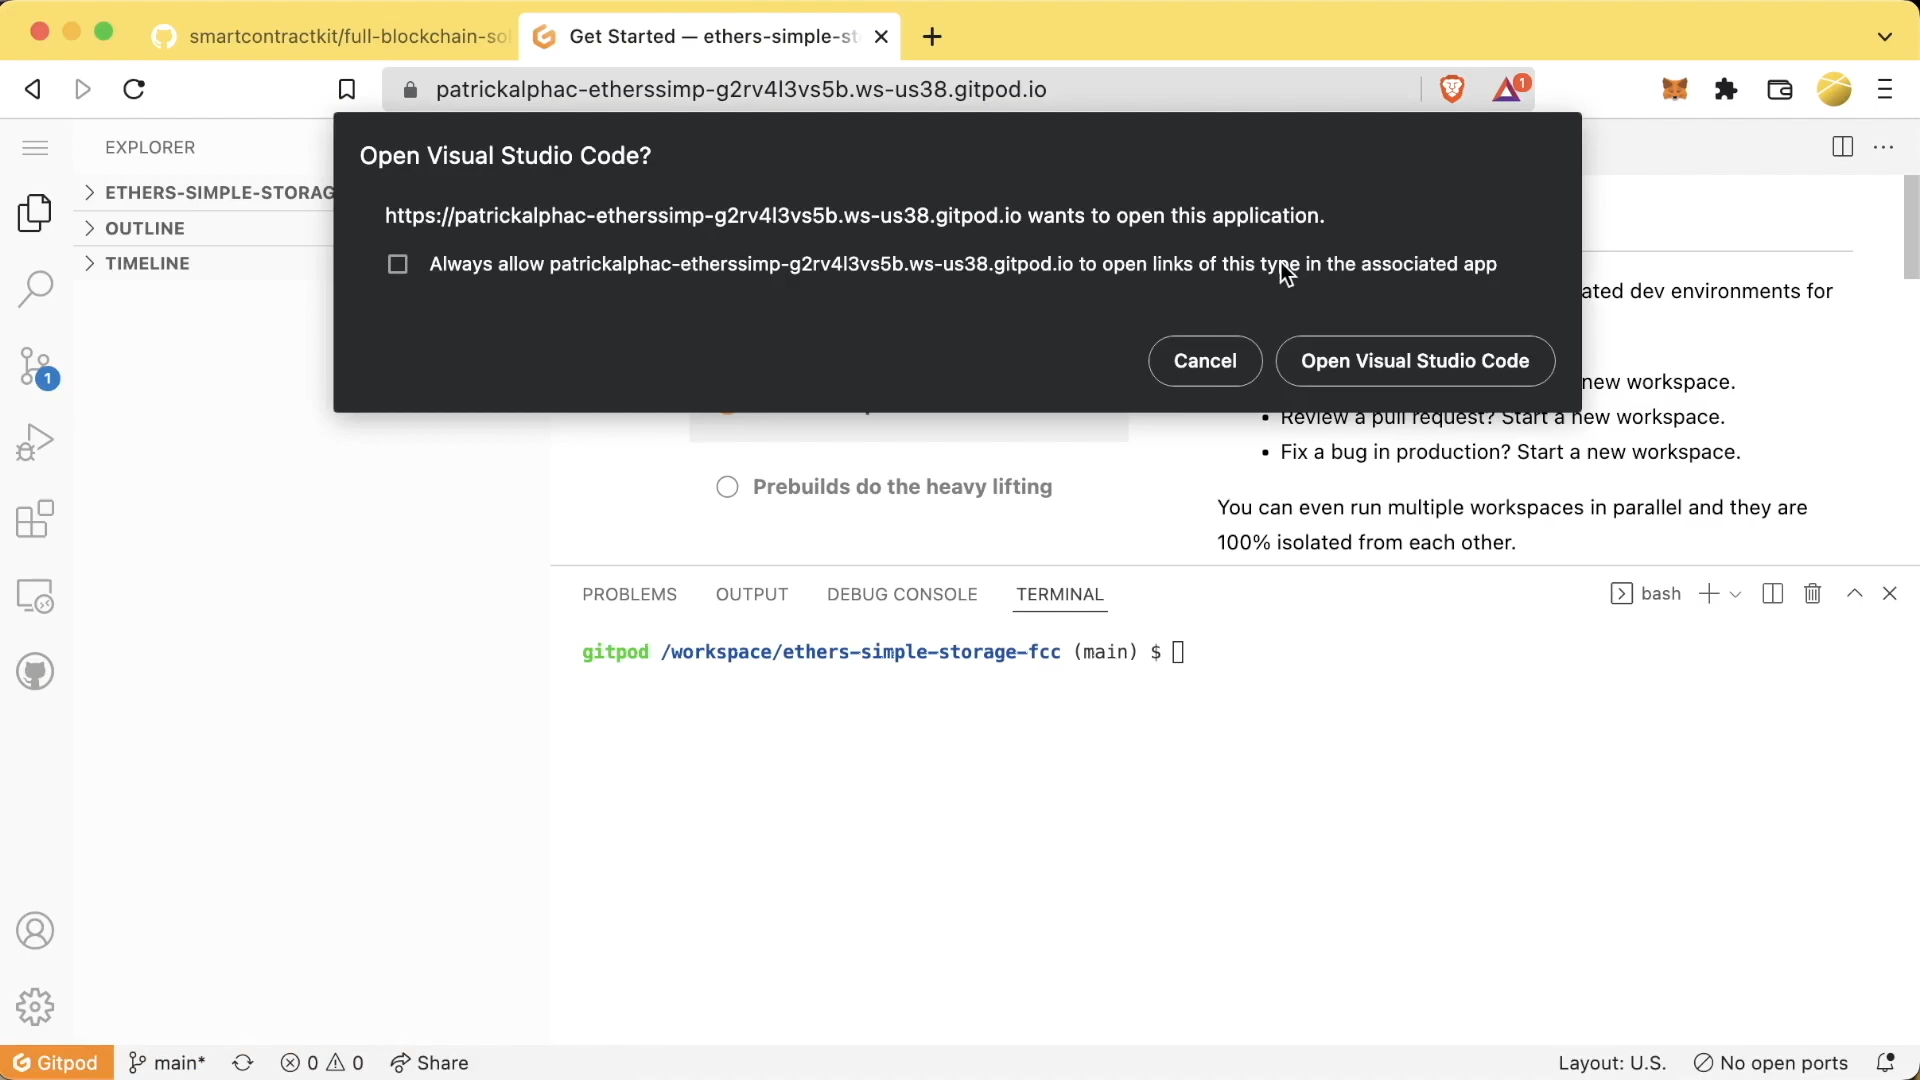 smartcontractkit/full-blockchain-sol
Get Started — ethers-simple-st
patrickalphac-etherssimp-g2rv4l3vs5b.ws-us38.gitpod.io
1
EXPLORER
ETHERS-SIMPLE-STORAG
OUTLINE
TIMELINE
1
Open Visual Studio Code?
https://patrickalphac-etherssimp-g2rv4l3vs5b.ws-us38.gitpod.io wants to open this application.
Always allow patrickalphac-etherssimp-g2rv4l3vs5b.ws-us38.gitpod.io to open links of this type in the associated app
Cancel
Open Visual Studio Code
ated dev environments for
new workspace.
• Review a pull request? Start a new workspace.
• Fix a bug in production? Start a new workspace.
Prebuilds do the heavy lifting
You can even run multiple workspaces in parallel and they are
100% isolated from each other.
PROBLEMS OUTPUT DEBUG CONSOLE TERMINAL
bash
gitpod /workspace/ethers-simple-storage-fcc (main) $
Gitpod main* 0 0 Share
Layout: U.S. No open ports